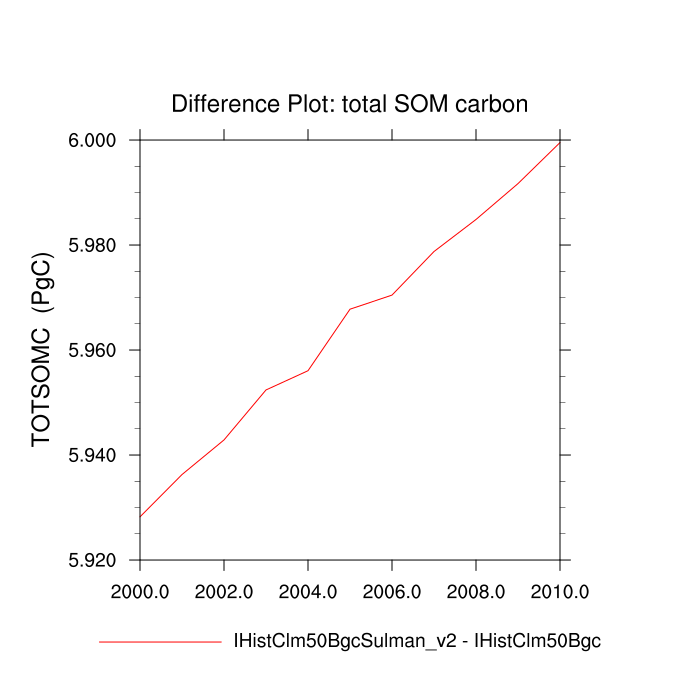 Difference Plot: total SOM carbon
TOTSOMC (PgC)
6.000
5.980
5.960
5.940
5.920
2000.0 2002.0 2004.0 2006.0 2008.0 2010.0
IHistClm50BgcSulman_v2 - IHistClm50Bgc